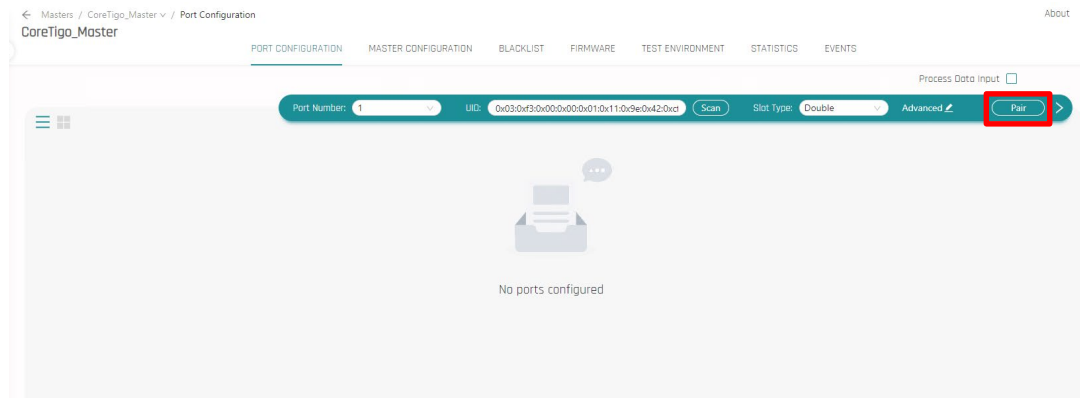 ← Masters / CoreTigo_Master / Port Configuration
About
CoreTigo_Master
PORT CONFIGURATION MASTER CONFIGURATION BLACKLIST FIRMWARE TEST ENVIRONMENT STATISTICS EVENTS
Process Data Input
Port Number: 1 UID: 0x03:0xf3:0x00:0x00:0x01:0x11:0x9e:0x42:0xcf Scan Slot Type: Double Advanced Pair >
No ports configured